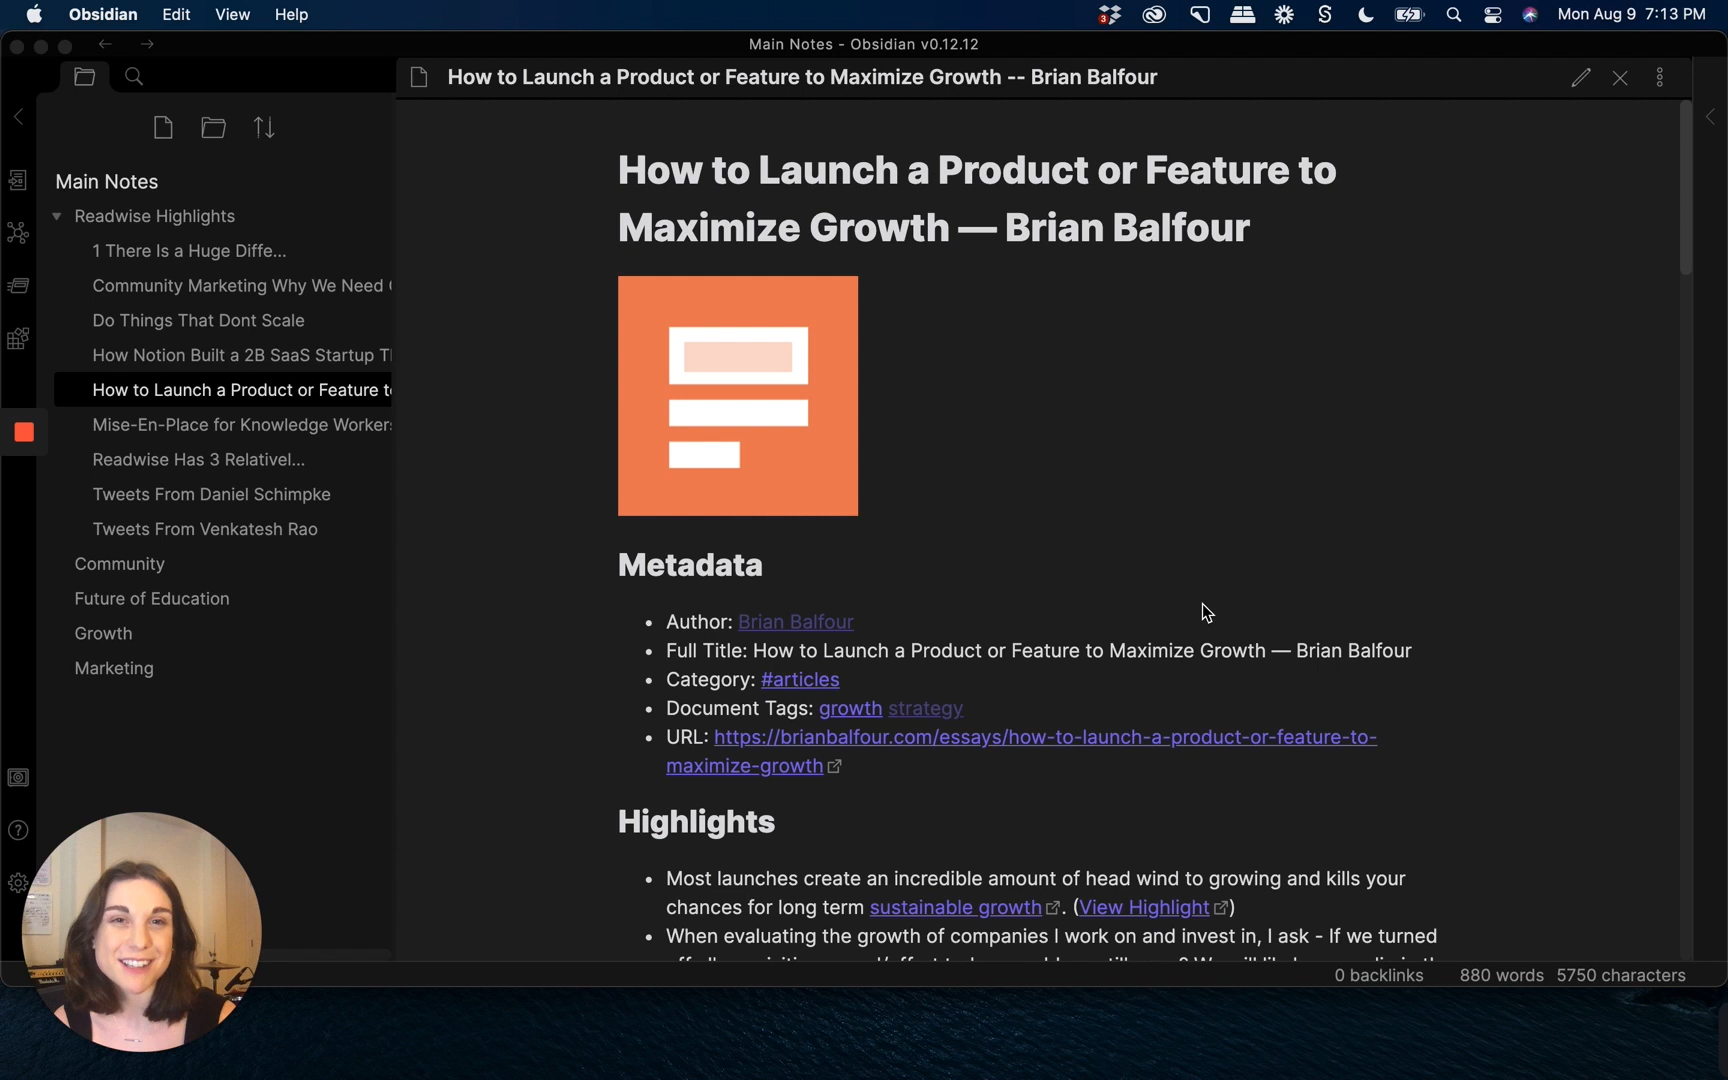 Obsidian Edit View Help
3
Mon Aug 9 7:13 PM
Main Notes - Obsidian v0.12.12
How to Launch a Product or Feature to Maximize Growth -- Brian Balfour
Main Notes
Readwise Highlights
1 There Is a Huge Diffe...
Community Marketing Why We Need
Do Things That Dont Scale
How Notion Built a 2B SaaS Startup
How to Launch a Product or Feature
Mise-En-Place for Knowledge Worker
Readwise Has 3 Relativel...
Tweets From Daniel Schimpke
Tweets From Venkatesh Rao
Community
Future of Education
Growth
Marketing
How to Launch a Product or Feature to
Maximize Growth — Brian Balfour
Metadata
• Author: Brian Balfour
• Full Title: How to Launch a Product or Feature to Maximize Growth — Brian Balfour
• Category: #articles
• Document Tags: growth strategy
• URL: https://brianbalfour.com/essays/how-to-launch-a-product-or-feature-to-
maximize-growth
Highlights
• Most launches create an incredible amount of head wind to growing and kills your
chances for long term sustainable growth. (View Highlight)
• When evaluating the growth of companies I work on and invest in, I ask - If we turned
0 backlinks 880 words 5750 characters